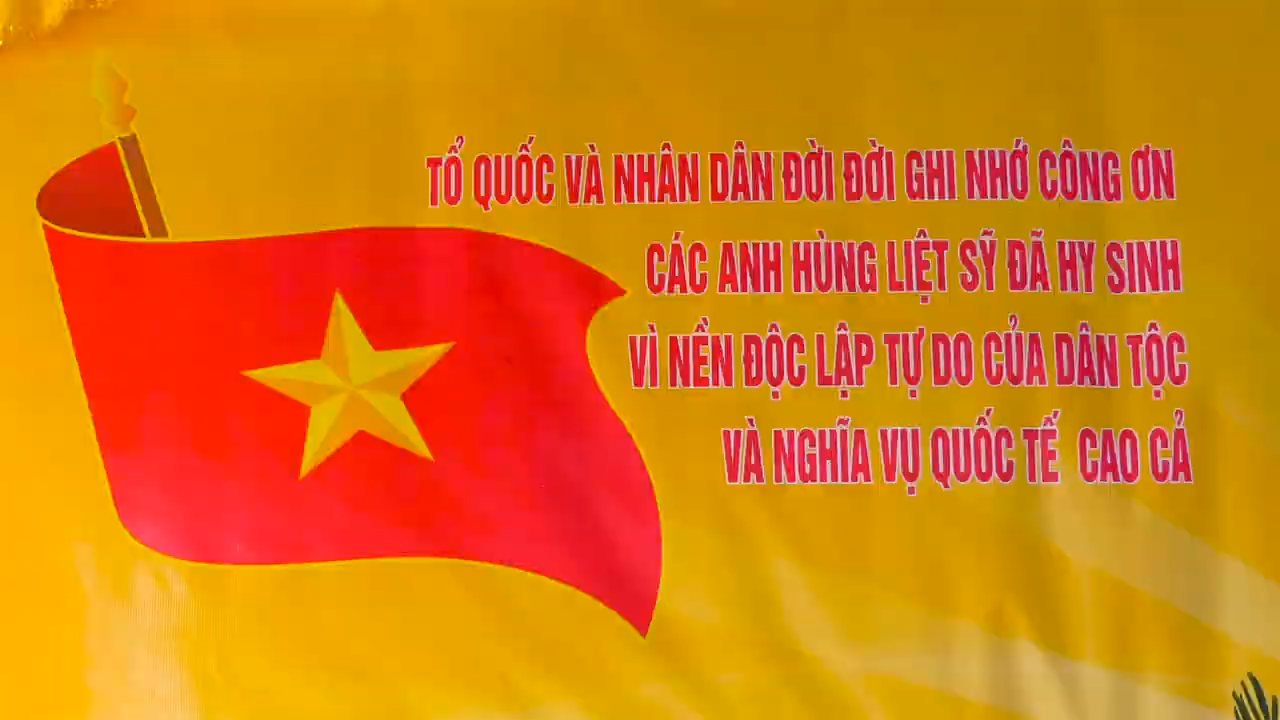 TỔ QUỐC VÀ NHÂN DÂN ĐỜI ĐỜI GHI NHỚ CÔNG ƠN
CÁC ANH HÙNG LIỆT SỸ ĐÃ HY SINH
VÌ NỀN ĐỘC LẬP TỰ DO CỦA DÂN TỘC
VÀ NGHĨA VỤ QUỐC TẾ CAO CẢ